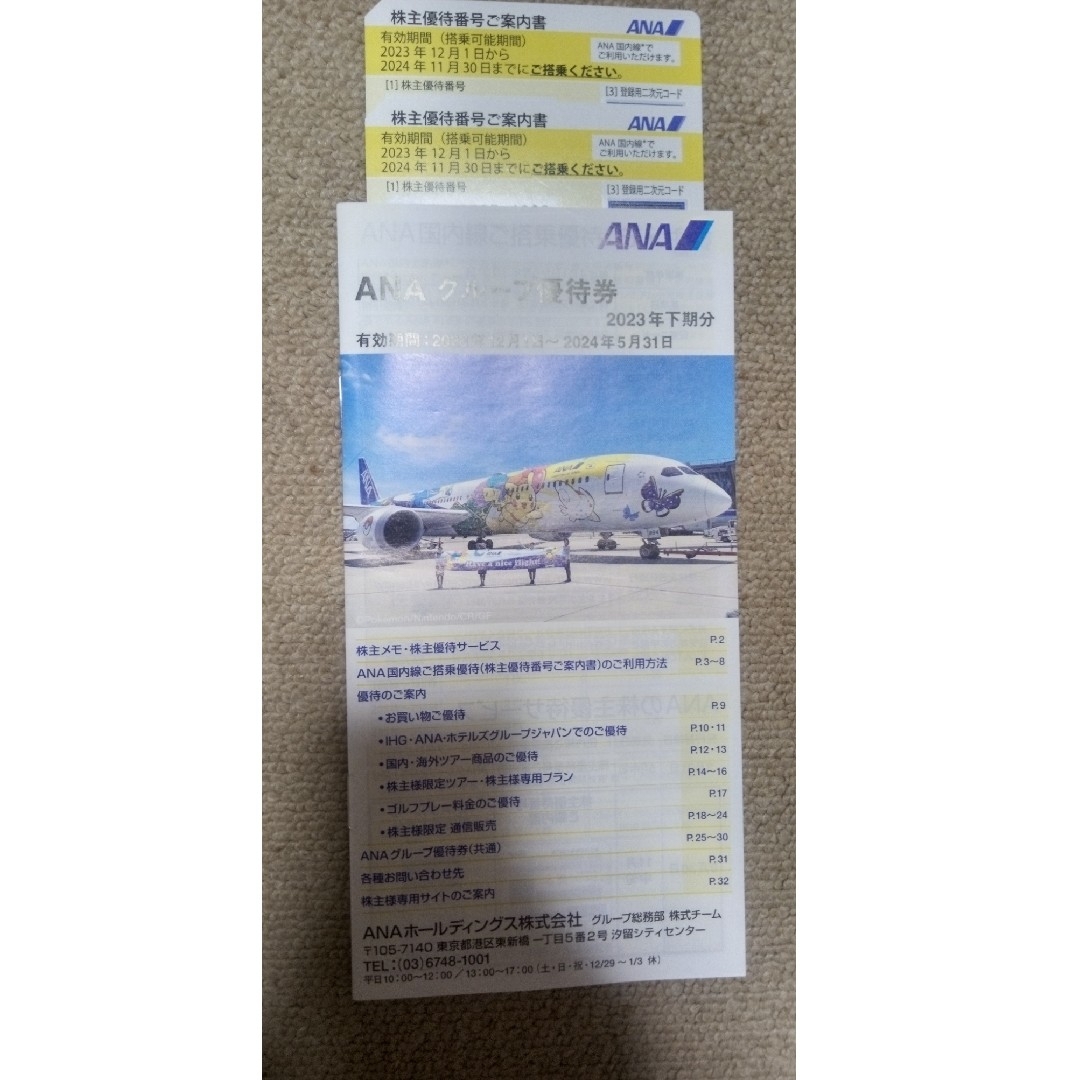 株主優待番号ご案内書
ANA
有効期間（搭乗可能期間）
2023年12月1日から
2024年11月30日までにご搭乗ください。
ANA国内線*で
ご利用いただけます。
[1] 株主優待番号
[3] 登録用二次元コード
株主優待番号ご案内書
ANA
有効期間（搭乗可能期間）
2023年12月1日から
2024年11月30日までにご搭乗ください。
ANA国内線*で
ご利用いただけます。
[1] 株主優待番号
[3] 登録用二次元コード
ANA
ANA グループ優待券
2023年下期分
有効期間：～2024年5月31日
ANA
Have a nice flight!
株主メモ・株主優待サービス P.2
ANA国内線ご搭乗優待（株主優待番号ご案内書）のご利用方法 P.3～8
優待のご案内
・お買い物ご優待 P.9
・IHG・ANA・ホテルズグループジャパンでのご優待 P.10・11
・国内・海外ツアー商品のご優待 P.12・13
・株主様限定ツアー・株主様専用プラン P.14～16
・ゴルフプレー料金のご優待 P.17
・株主様限定 通信販売 P.18～24
ANAグループ優待券（共通） P.25～30
各種お問い合わせ先 P.31
株主様専用サイトのご案内 P.32
ANAホールディングス株式会社 グループ総務部 株式チーム
〒105-7140 東京都港区東新橋一丁目5番2号 汐留シティセンター
TEL：(03)6748-1001
平日10：00～12：00／13：00～17：00（土・日・祝・12/29～1/3 休）